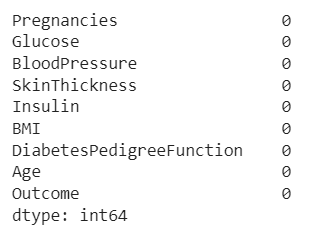 Pregnancies 0
Glucose 0
BloodPressure 0
SkinThickness 0
Insulin 0
BMI 0
DiabetesPedigreeFunction 0
Age 0
Outcome 0
dtype: int64